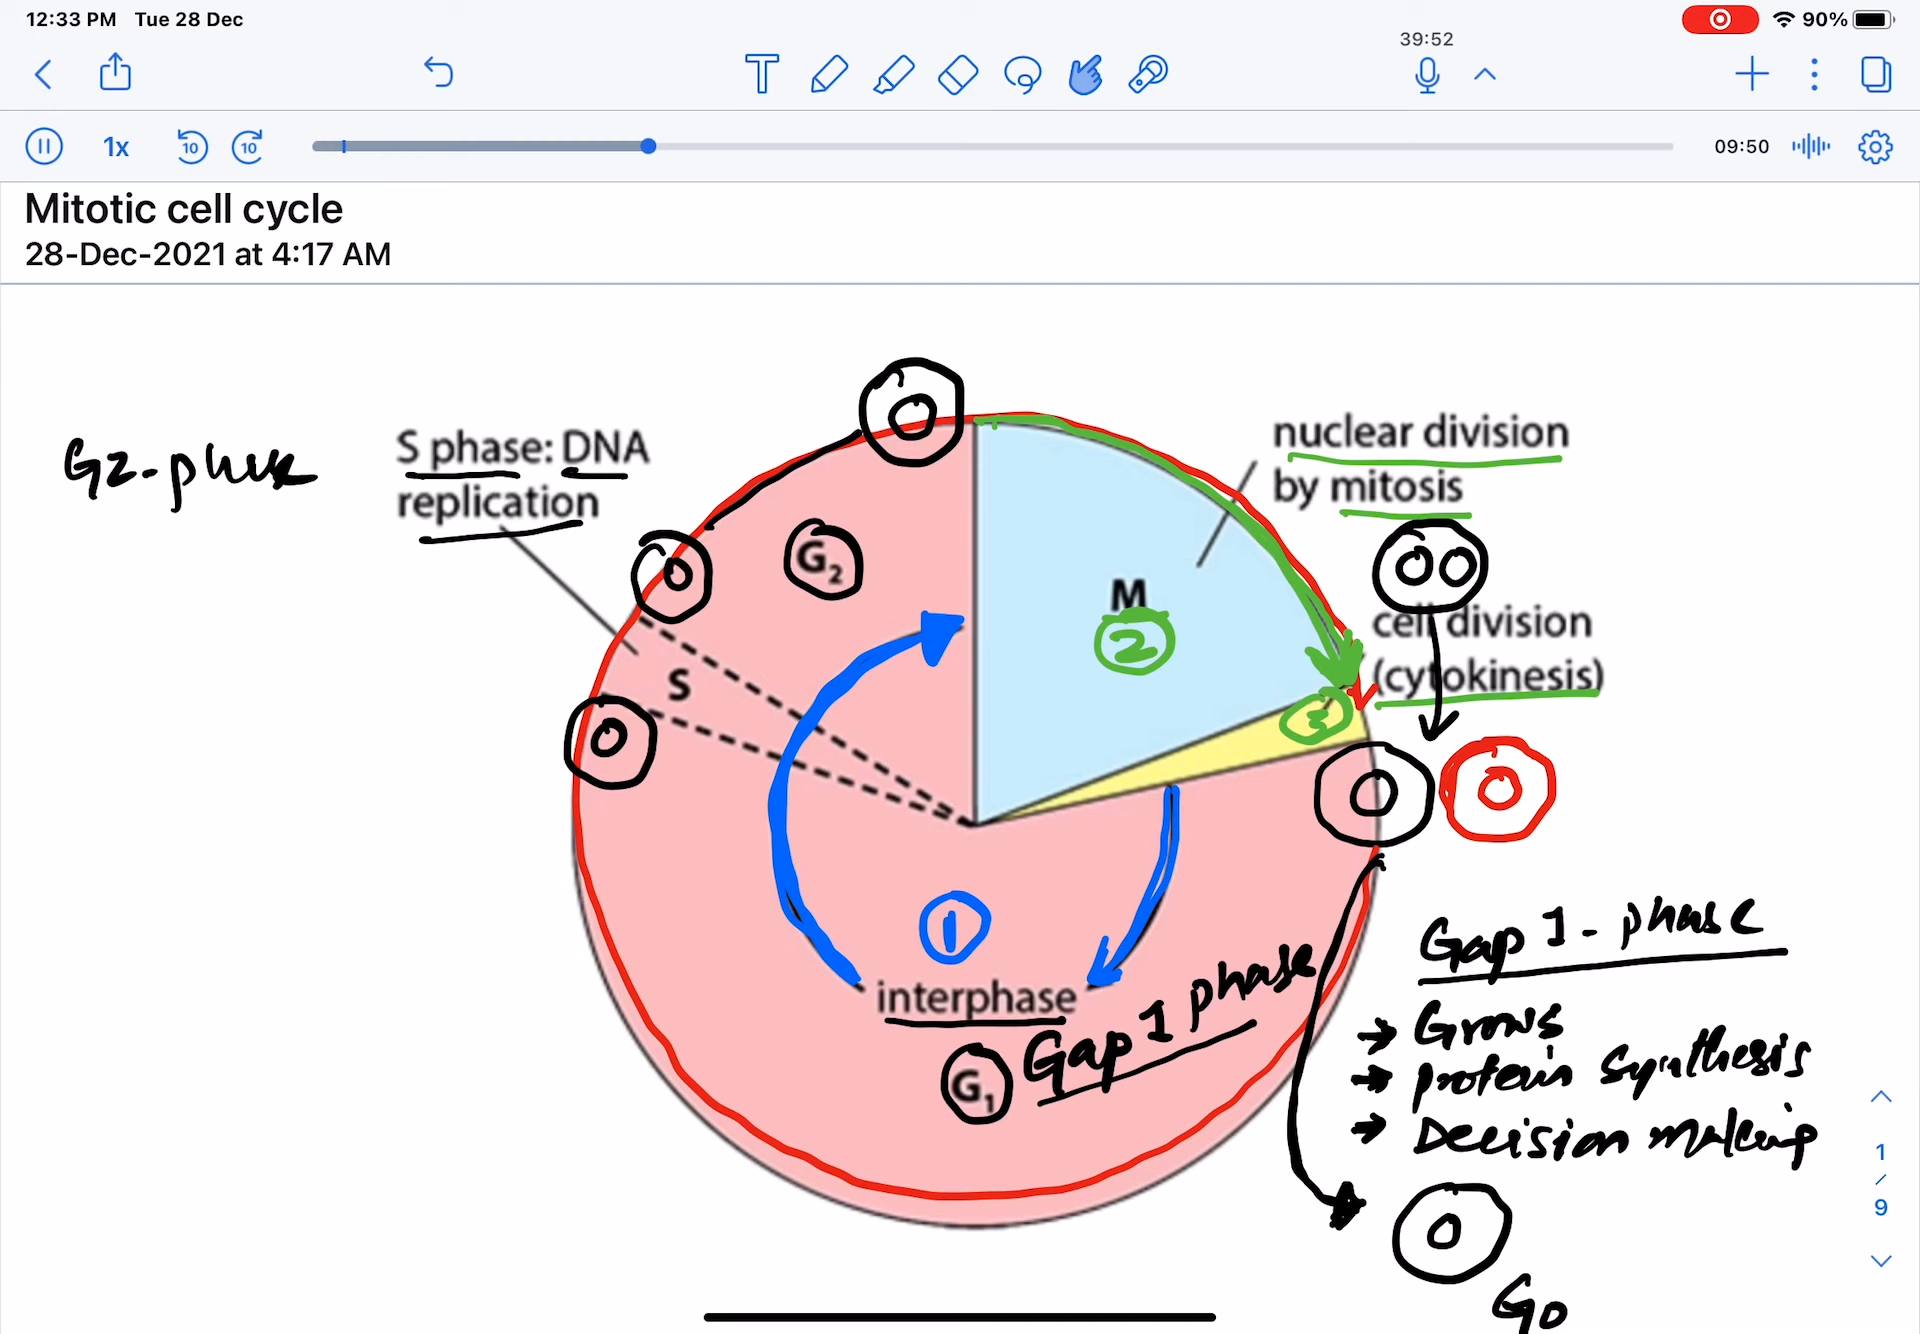 12:33 PM Tue 28 Dec
90%
39:52
1x
10
10
09:50
Mitotic cell cycle
28-Dec-2021 at 4:17 AM
G2-phase
S phase: DNA
replication
nuclear division
by mitosis
G2
M
2
cell division
(cytokinesis)
S
3
1
interphase
Gap 1 phase
G1
Gap 1 - phase
→ Grows
→ protein synthesis
→ Decision making
G0
1
/
9